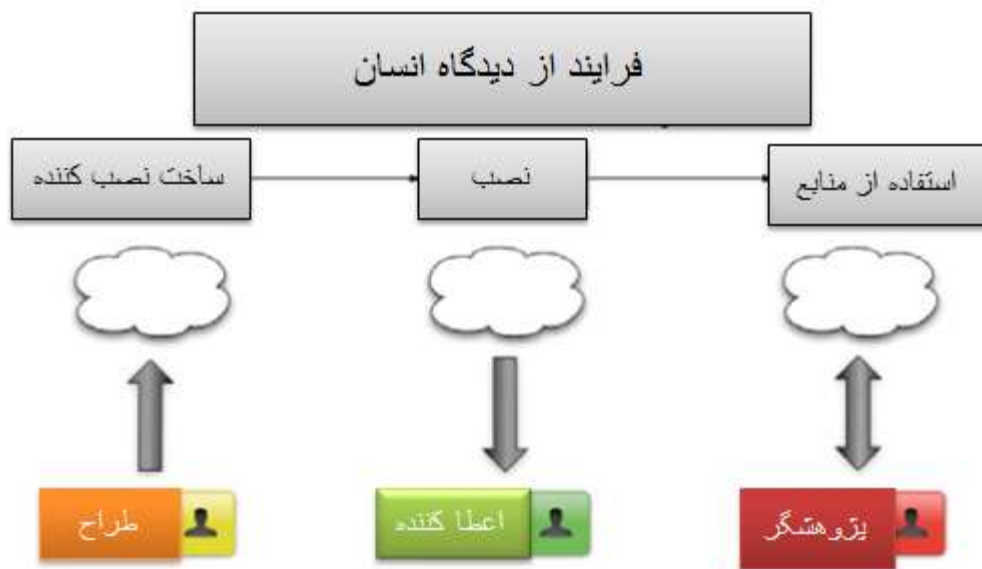 فرایند از دیدگاه انسان
ساخت نصب کننده
نصب
استفاده از منابع
طراح
اعطا کننده
پژوهشگر